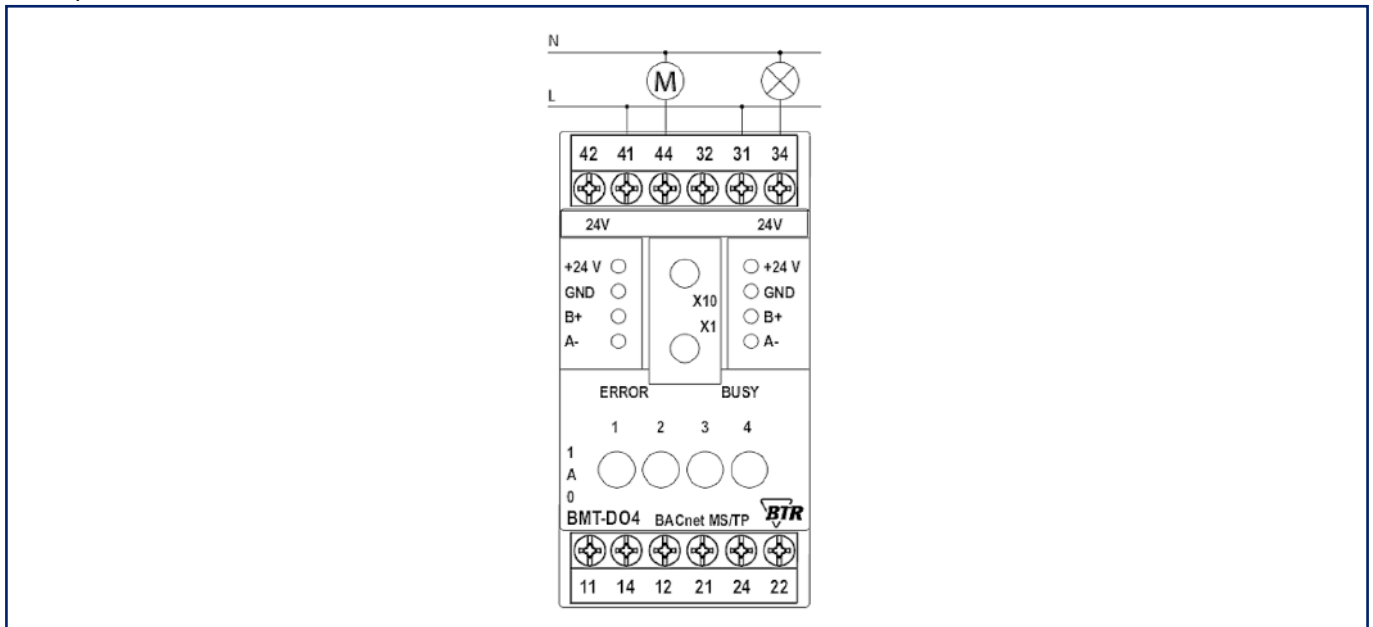 N
M
L
42 41 44 32 31 34
24V 24V
+24 V +24 V
GND X10 GND
B+ X1 B+
A- A-
ERROR BUSY
1 2 3 4
1
A
0
BMT-DO4 BACnet MS/TP BTR
11 14 12 21 24 22